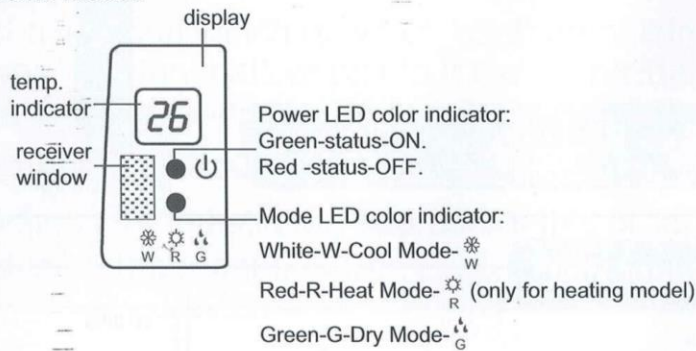 display
temp.
indicator
26
receiver
window
Power LED color indicator:
Green-status-ON.
Red -status-OFF.
Mode LED color indicator:
White-W-Cool Mode- W
Red-R-Heat Mode- R (only for heating model)
Green-G-Dry Mode- G
W R G